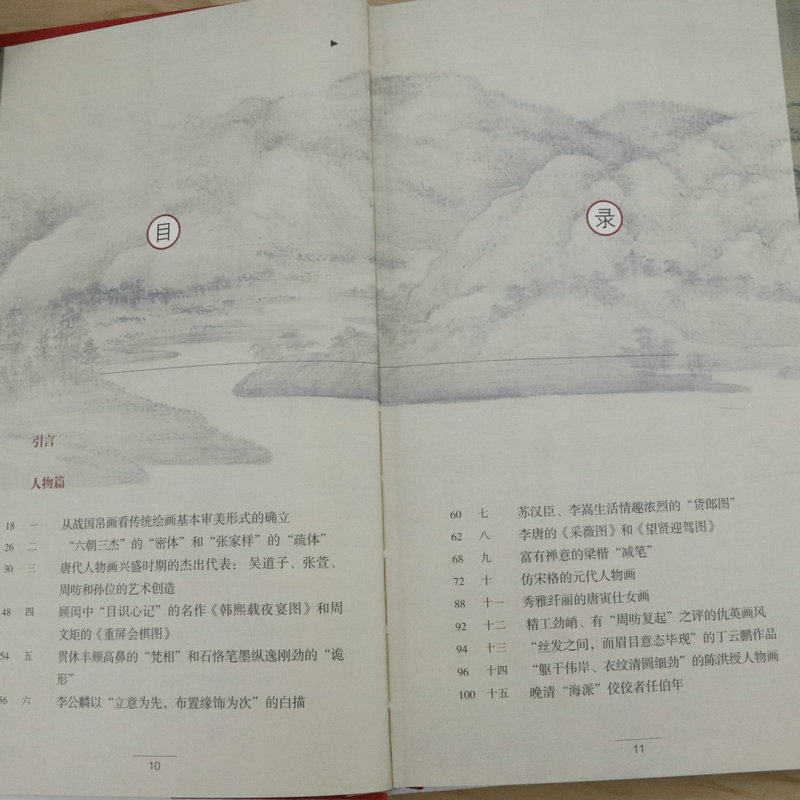 目
引言
人物篇
18 一 从战国帛画看传统绘画基本审美形式的确立
26 二 “六朝三杰”的“密体”和“张家样”的“疏体”
30 三 唐代人物画兴盛时期的杰出代表：吴道子、张萱、
周昉和孙位的艺术创造
48 四 顾闳中“目识心记”的名作《韩熙载夜宴图》和周
文矩的《重屏会棋图》
54 五 贯休丰颊高鼻的“梵相”和石恪笔墨纵逸刚劲的“诡
形”
56 六 李公麟以“立意为先，布置缘饰为次”的白描
10
录
60 七 苏汉臣、李嵩生活情趣浓烈的“货郎图”
62 八 李唐的《采薇图》和《望贤迎驾图》
68 九 富有禅意的梁楷“减笔”
72 十 仿宋格的元代人物画
88 十一 秀雅纤丽的唐寅仕女画
92 十二 精工劲峭、有“周昉复起”之评的仇英画风
94 十三 “丝发之间，而眉目意态毕现”的丁云鹏作品
96 十四 “躯干伟岸、衣纹清圆细劲”的陈洪绶人物画
100 十五 晚清“海派”佼佼者任伯年
11